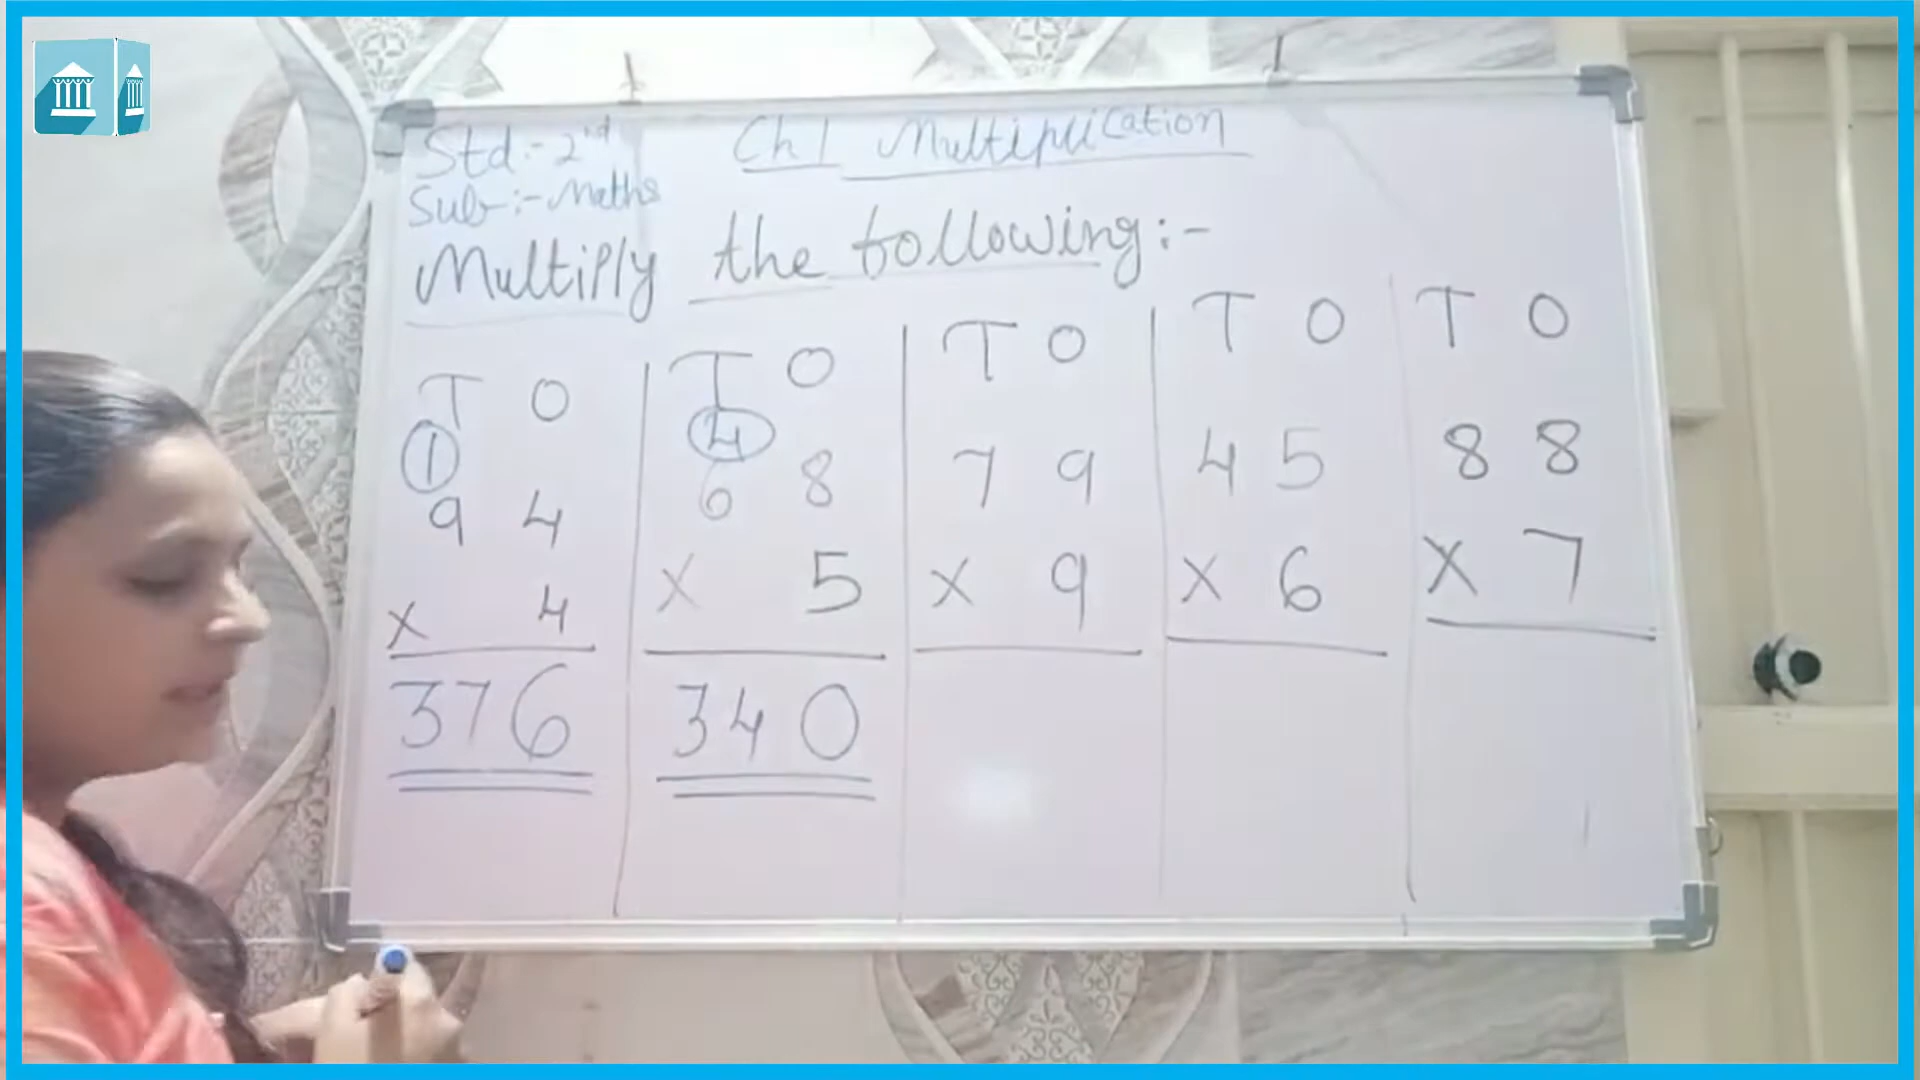 Std:- 2nd
Ch 1 Multiplication
Sub:- Maths
Multiply the following:-
T O
1
9 4
x 4
376
T O
4
6 8
x 5
340
T O
7 9
x 9
T O
4 5
x 6
T O
8 8
x 7